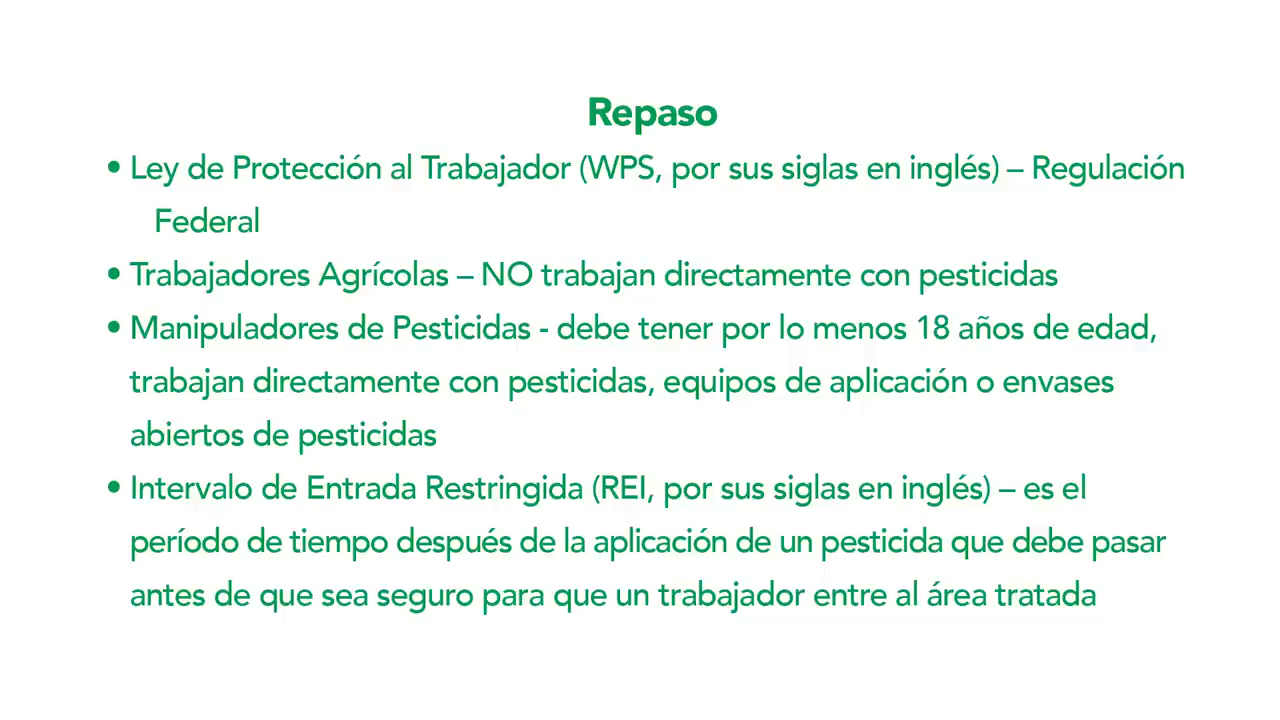 Repaso
• Ley de Protección al Trabajador (WPS, por sus siglas en inglés) – Regulación
Federal
• Trabajadores Agrícolas – NO trabajan directamente con pesticidas
• Manipuladores de Pesticidas - debe tener por lo menos 18 años de edad,
trabajan directamente con pesticidas, equipos de aplicación o envases
abiertos de pesticidas
• Intervalo de Entrada Restringida (REI, por sus siglas en inglés) – es el
período de tiempo después de la aplicación de un pesticida que debe pasar
antes de que sea seguro para que un trabajador entre al área tratada